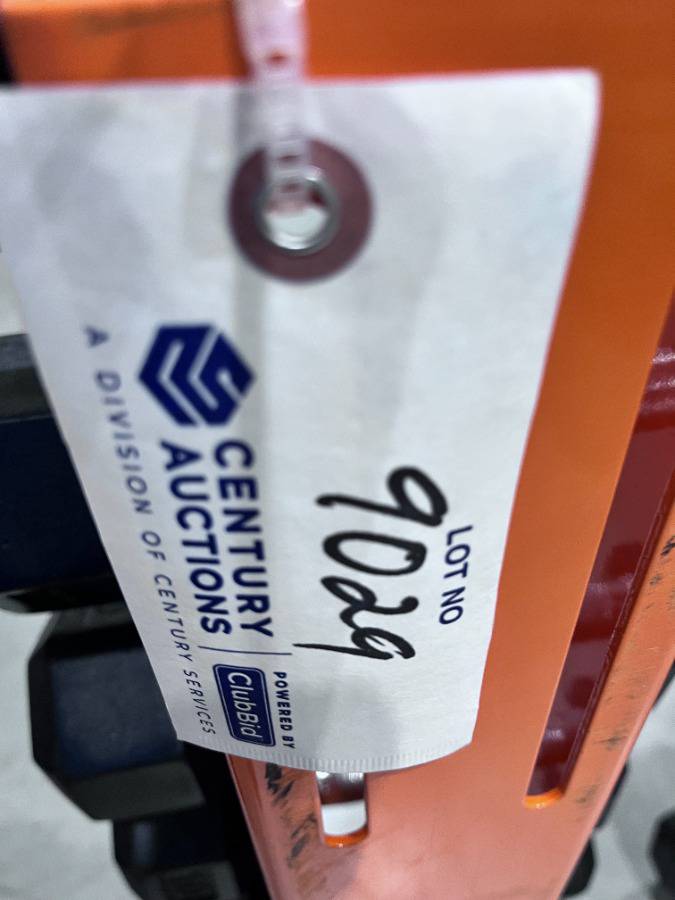 LOT NO
9029
CENTURY
AUCTIONS
A DIVISION OF CENTURY SERVICES
POWERED BY
ClubBid